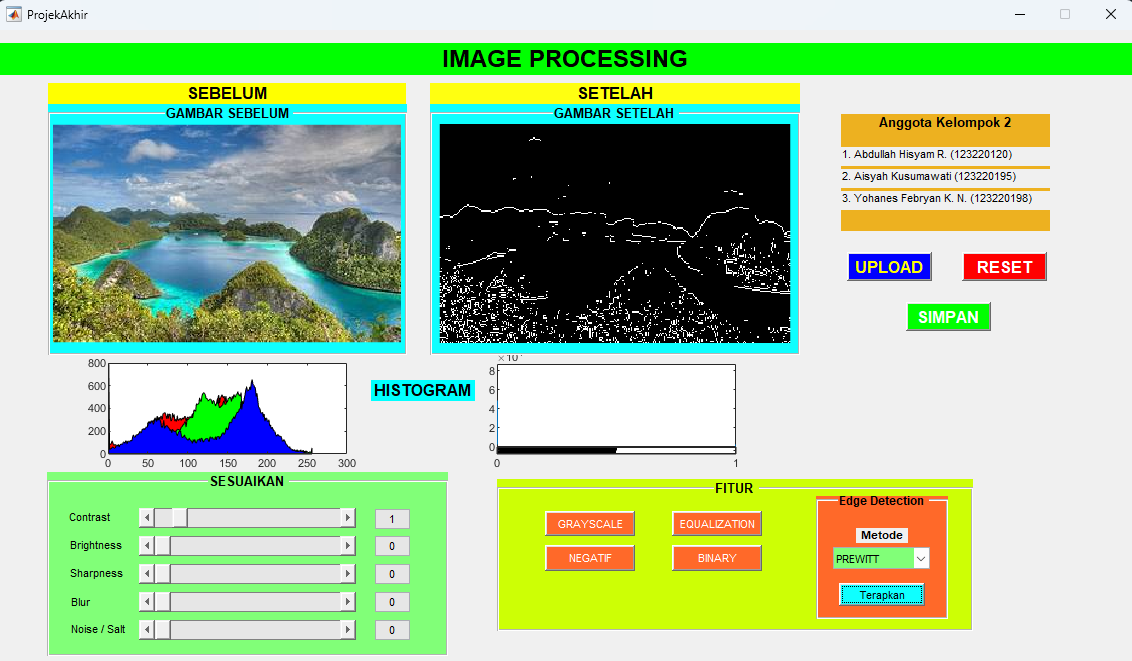 ProjekAkhir
IMAGE PROCESSING
SEBELUM
SETELAH
GAMBAR SEBELUM
GAMBAR SETELAH
Anggota Kelompok 2
1. Abdullah Hisyam R. (123220120)
2. Aisyah Kusumawati (123220195)
3. Yohanes Febryan K. N. (123220198)
UPLOAD
RESET
SIMPAN
800
600
400
200
0
0 50 100 150 200 250 300
HISTOGRAM
8
6
4
2
0
0 1
SESUAIKAN
Contrast 1
Brightness 0
Sharpness 0
Blur 0
Noise / Salt 0
FITUR
GRAYSCALE
EQUALIZATION
NEGATIF
BINARY
Edge Detection
Metode
PREWITT
Terapkan